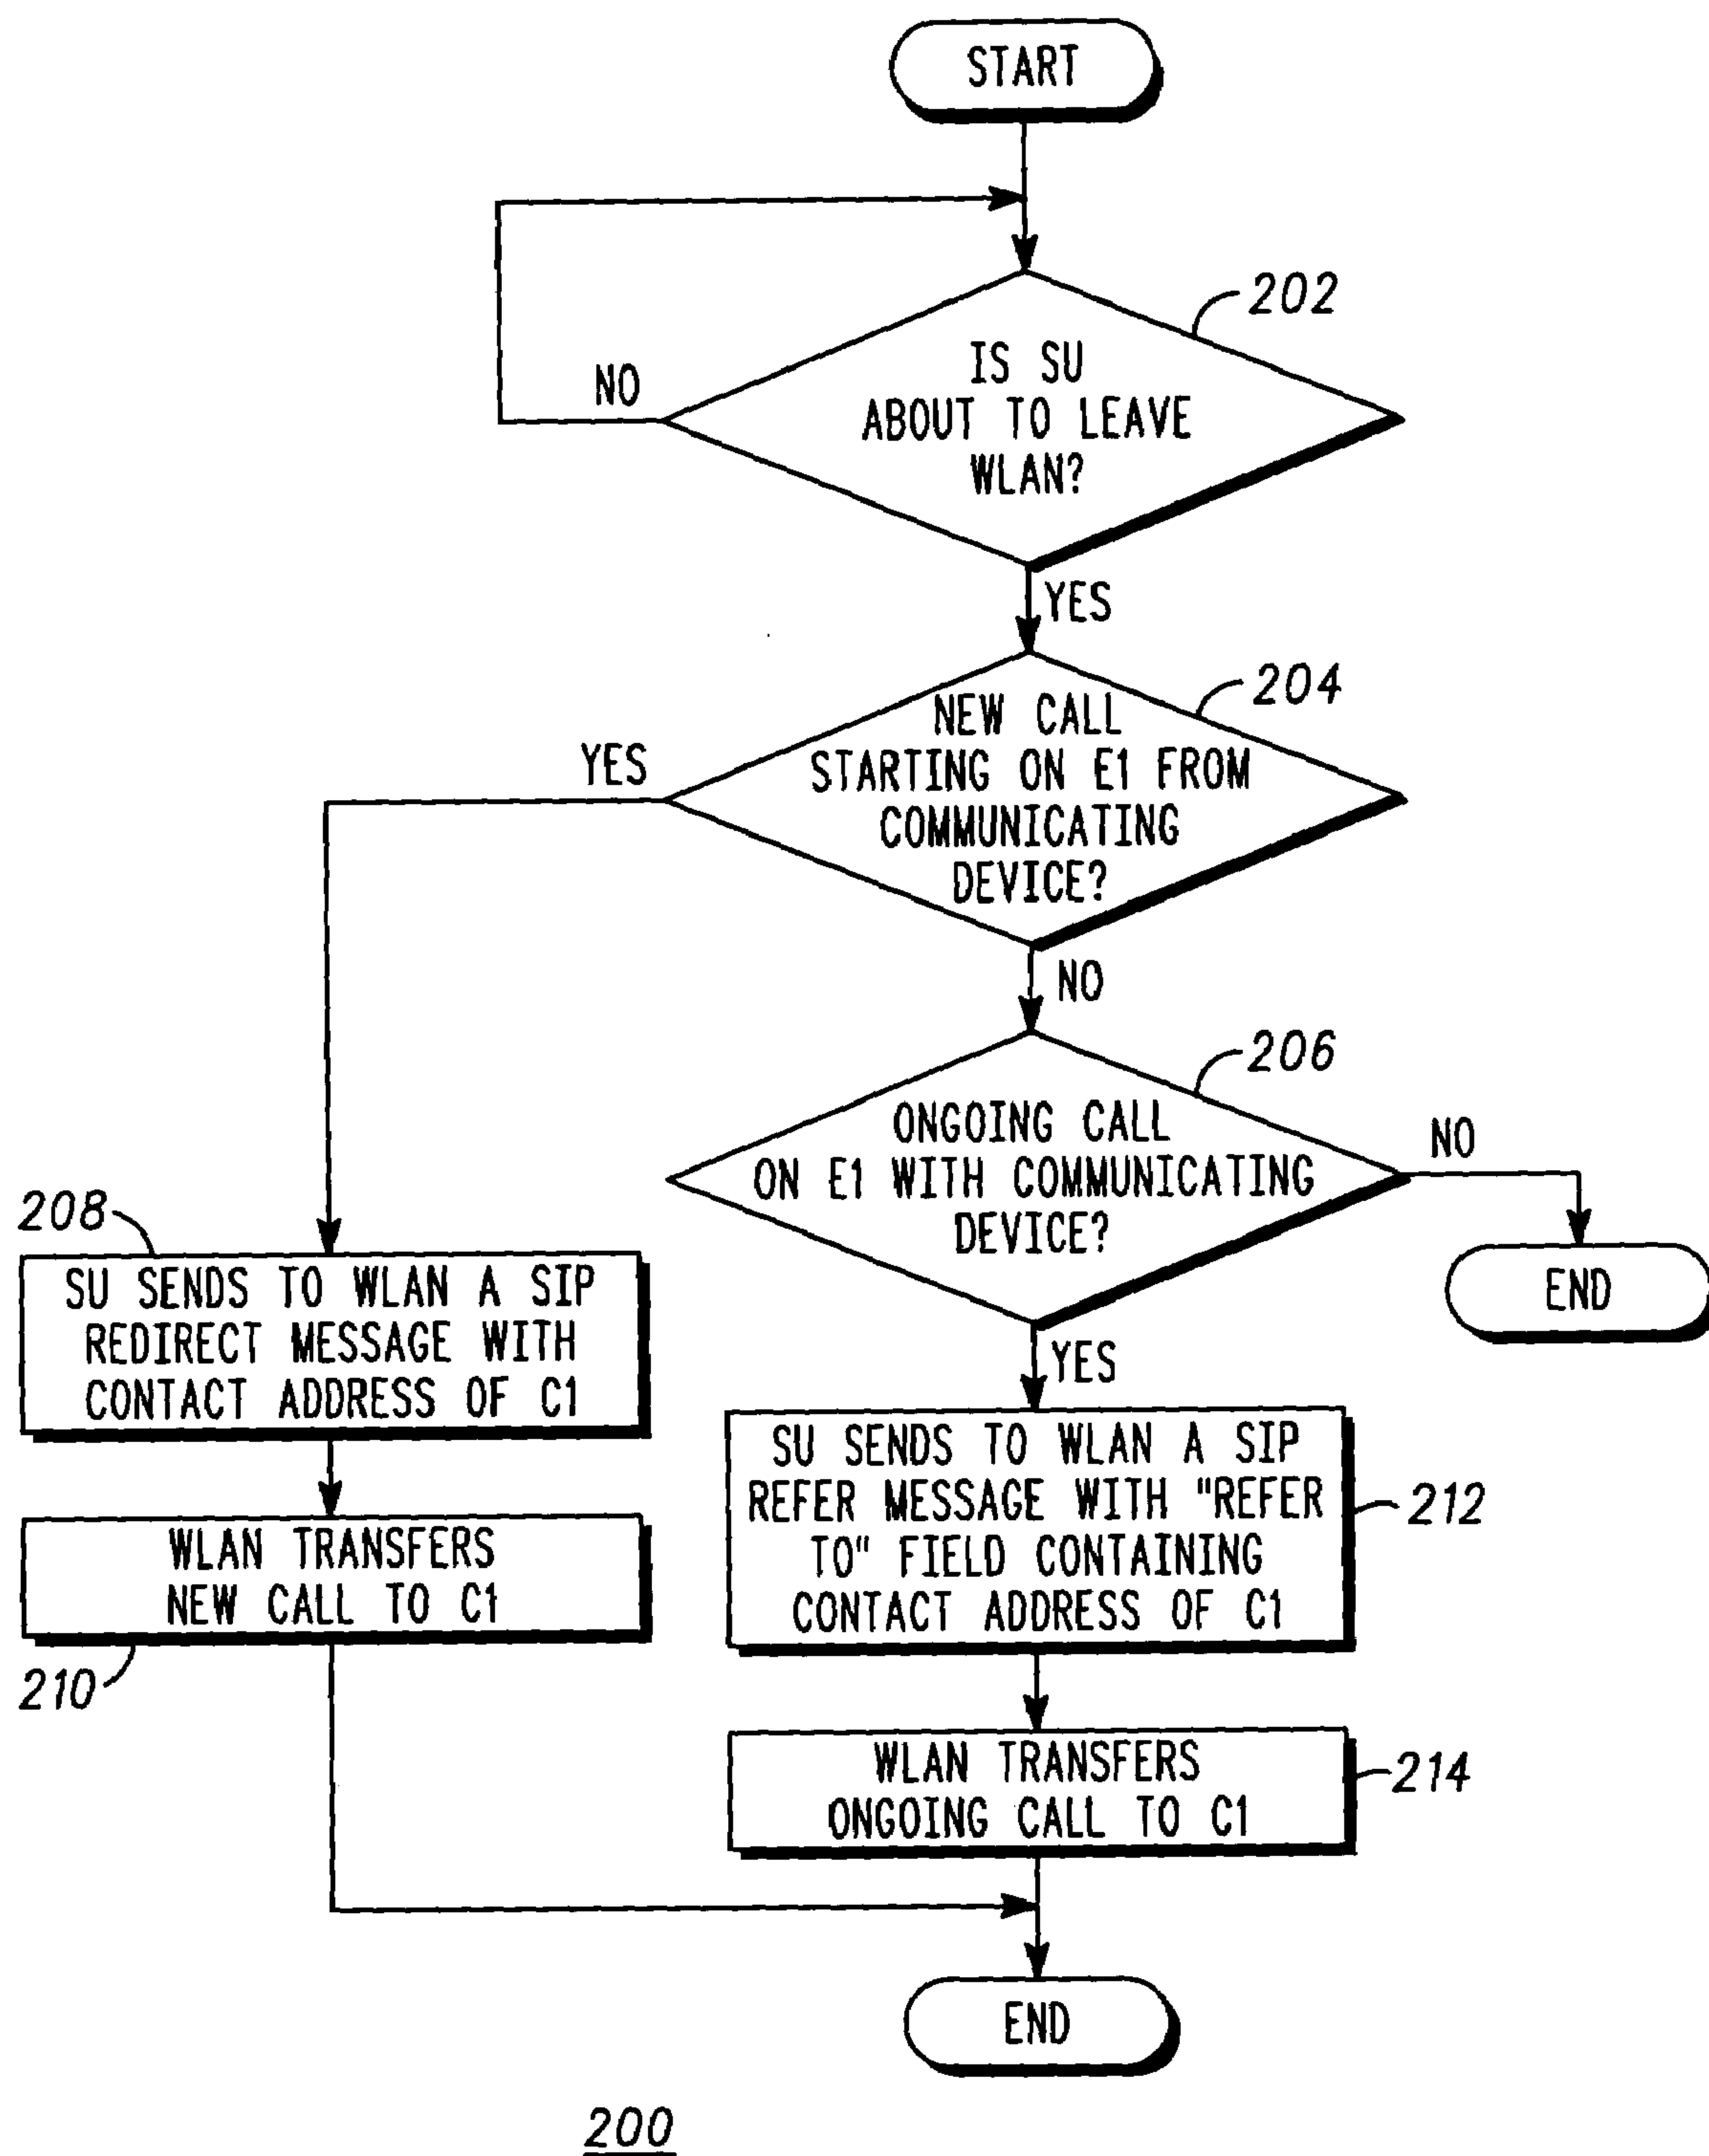 START
202
IS SU
ABOUT TO LEAVE
WLAN?
NO
YES
204
NEW CALL
STARTING ON E1 FROM
COMMUNICATING
DEVICE?
YES
NO
206
ONGOING CALL
ON E1 WITH COMMUNICATING
DEVICE?
NO
END
YES
208
SU SENDS TO WLAN A SIP
REDIRECT MESSAGE WITH
CONTACT ADDRESS OF C1
WLAN TRANSFERS
NEW CALL TO C1
210
SU SENDS TO WLAN A SIP
REFER MESSAGE WITH "REFER
TO" FIELD CONTAINING
CONTACT ADDRESS OF C1
212
WLAN TRANSFERS
ONGOING CALL TO C1
214
END
200